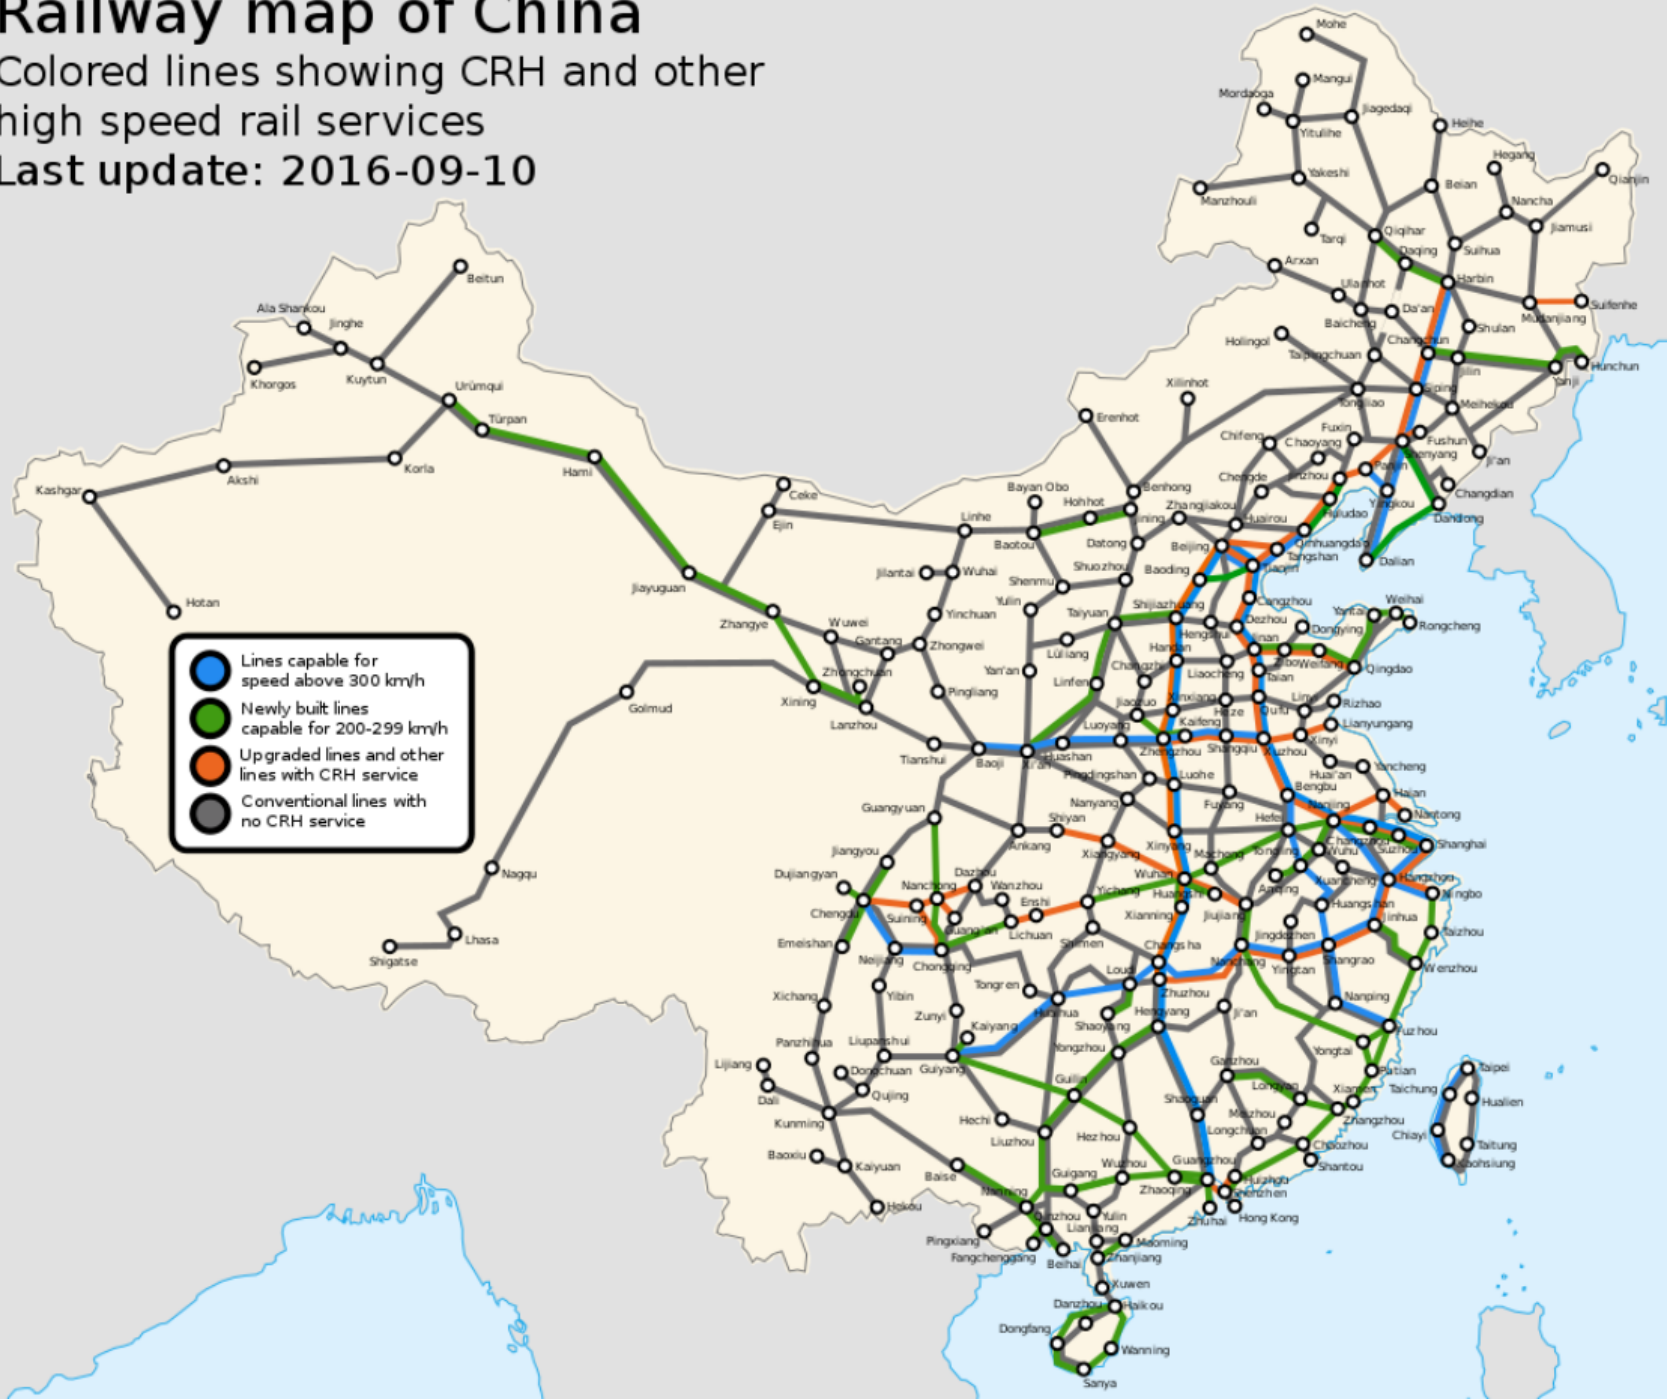 Railway map of China
Colored lines showing CRH and other
high speed rail services
Last update: 2016-09-10
Lines capable for
speed above 300 km/h
Newly built lines
capable for 200-299 km/h
Upgraded lines and other
lines with CRH service
Conventional lines with
no CRH service
Mohe
Mangui
Mordaoga
Jiagedaqi
Yitulihe
Heihe
Hegang
Qianjin
Yakeshi
Beian
Manzhouli
Nancha
Jiamusi
Tarqi
Qiqihar
Daqing
Suihua
Arxan
Harbin
Ulanhot
Da'an
Suifenhe
Mudanjiang
Baicheng
Shulan
Holingol
Changchun
Taipingchuan
Jilin
Hunchun
Yanji
Siping
Tongliao
Meihekou
Xilinhot
Erenhot
Chifeng
Chaoyang
Fuxin
Fushun
Shenyang
Ji'an
Panjin
Jinzhou
Chengde
Changdian
Yingkou
Dandong
Huludao
Dalian
Beitun
Ala Shankou
Jinghe
Khorgos
Kuytun
Urümqui
Türpan
Korla
Akshi
Kashgar
Hotan
Hami
Ceke
Ejin
Jiayuguan
Zhangye
Linhe
Bayan Obo
Hohhot
Benhong
Jining
Baotou
Datong
Zhangjiakou
Huairou
Beijing
Qinhuangdao
Tangshan
Tianjin
Baoding
Jilantai
Wuhai
Shenmu
Shuozhou
Yulin
Taiyuan
Shijiazhuang
Cangzhou
Yinchuan
Wuwei
Gantang
Zhongwei
Zhongchuan
Hengshui
Dezhou
Dongying
Yantai
Weihai
Rongcheng
Jinan
Zibo
Weifang
Qingdao
Handan
Lüliang
Changzhi
Liaocheng
Taian
Yan'an
Linfen
Pingliang
Xining
Lanzhou
Golmud
Jiaozuo
Xinxiang
Heze
Qufu
Linyi
Rizhao
Lianyungang
Luoyang
Kaifeng
Zhengzhou
Shangqiu
Xuzhou
Xinyi
Tianshui
Baoji
Xi'an
Huashan
Pingdingshan
Luohe
Huai'an
Yancheng
Bengbu
Haian
Nanyang
Fuyang
Nanjing
Nantong
Guangyuan
Shiyan
Hefei
Changzhou
Suzhou
Shanghai
Ankang
Xiangyang
Xinyang
Macheng
Tongling
Wuhu
Jiangyou
Dujiangyan
Nanchong
Dazhou
Wanzhou
Wuhan
Huangshi
Anqing
Xuancheng
Hangzhou
Ningbo
Chengdu
Suining
Guang'an
Enshi
Yichang
Xianning
Jiujiang
Huangshan
Jinhua
Taizhou
Lichuan
Shimen
Jingdezhen
Emeishan
Neijiang
Chongqing
Changsha
Nanchang
Yingtan
Shangrao
Wenzhou
Nagqu
Lhasa
Shigatse
Loudi
Zhuzhou
Xichang
Yibin
Tongren
Huaihua
Nanping
Zunyi
Kaiyang
Shaoyang
Hengyang
Ji'an
Fuzhou
Panzhihua
Liupanshui
Guiyang
Yongzhou
Yongtai
Lijiang
Dongchuan
Dali
Qujing
Guilin
Ganzhou
Longyan
Putian
Xiamen
Zhangzhou
Taichung
Taipei
Hualien
Kunming
Hechi
Liuzhou
Hezhou
Shaoguan
Meizhou
Longchuan
Chaozhou
Shantou
Chiayi
Taitung
Kaohsiung
Baoxiu
Kaiyuan
Baise
Guigang
Wuzhou
Zhaoqing
Guangzhou
Huizhou
Shenzhen
Hong Kong
Zhuhai
Hekou
Nanning
Qinzhou
Yulin
Lianjiang
Pingxiang
Fangchenggang
Beihai
Maoming
Zhanjiang
Xuwen
Danzhou
Haikou
Dongfang
Wanning
Sanya